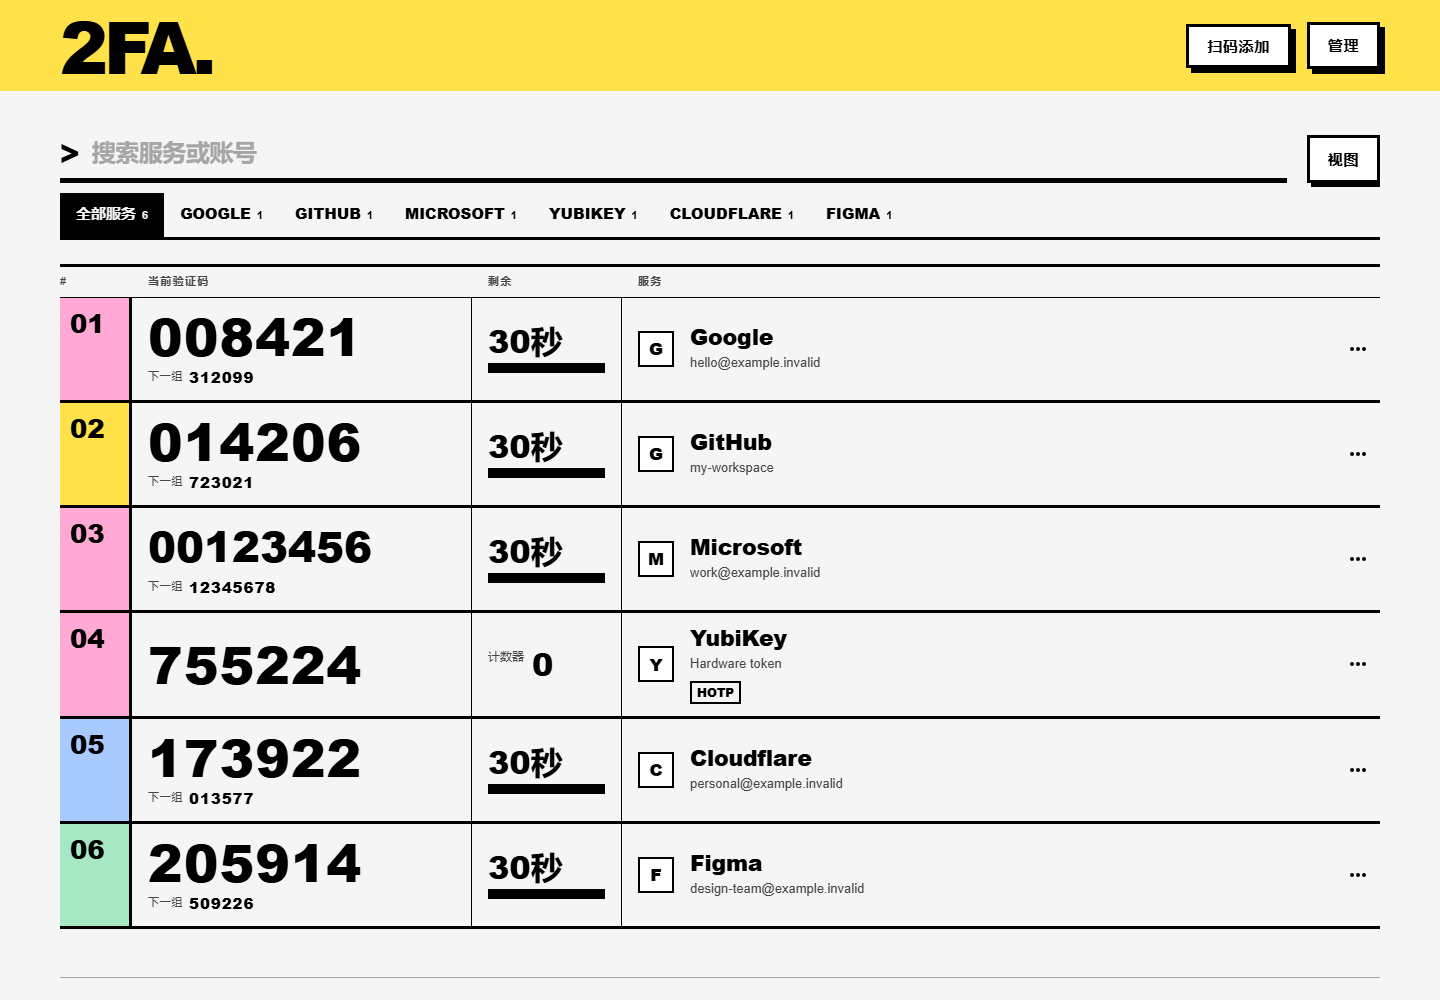 2FA.
扫码添加
管理
> 搜索服务或账号
视图
全部服务 6 GOOGLE 1 GITHUB 1 MICROSOFT 1 YUBIKEY 1 CLOUDFLARE 1 FIGMA 1
# 当前验证码 剩余 服务
01
008421
下一组 312099
30秒
G
Google
hello@example.invalid
...
02
014206
下一组 723021
30秒
G
GitHub
my-workspace
...
03
00123456
下一组 12345678
30秒
M
Microsoft
work@example.invalid
...
04
755224
计数器 0
Y
YubiKey
Hardware token
HOTP
...
05
173922
下一组 013577
30秒
C
Cloudflare
personal@example.invalid
...
06
205914
下一组 509226
30秒
F
Figma
design-team@example.invalid
...